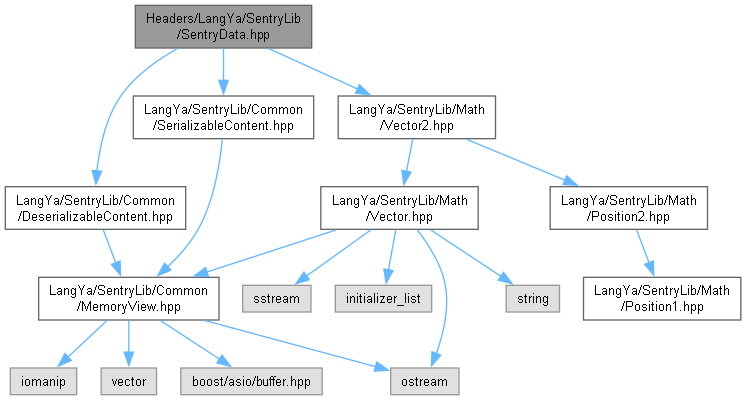 Headers/LangYa/SentryLib
/SentryData.hpp
LangYa/SentryLib/Common
/SerializableContent.hpp
LangYa/SentryLib/Math
/Vector2.hpp
LangYa/SentryLib/Common
/DeserializableContent.hpp
LangYa/SentryLib/Math
/Vector.hpp
LangYa/SentryLib/Math
/Position2.hpp
LangYa/SentryLib/Common
/MemoryView.hpp
sstream
initializer_list
string
LangYa/SentryLib/Math
/Position1.hpp
iomanip
vector
boost/asio/buffer.hpp
ostream